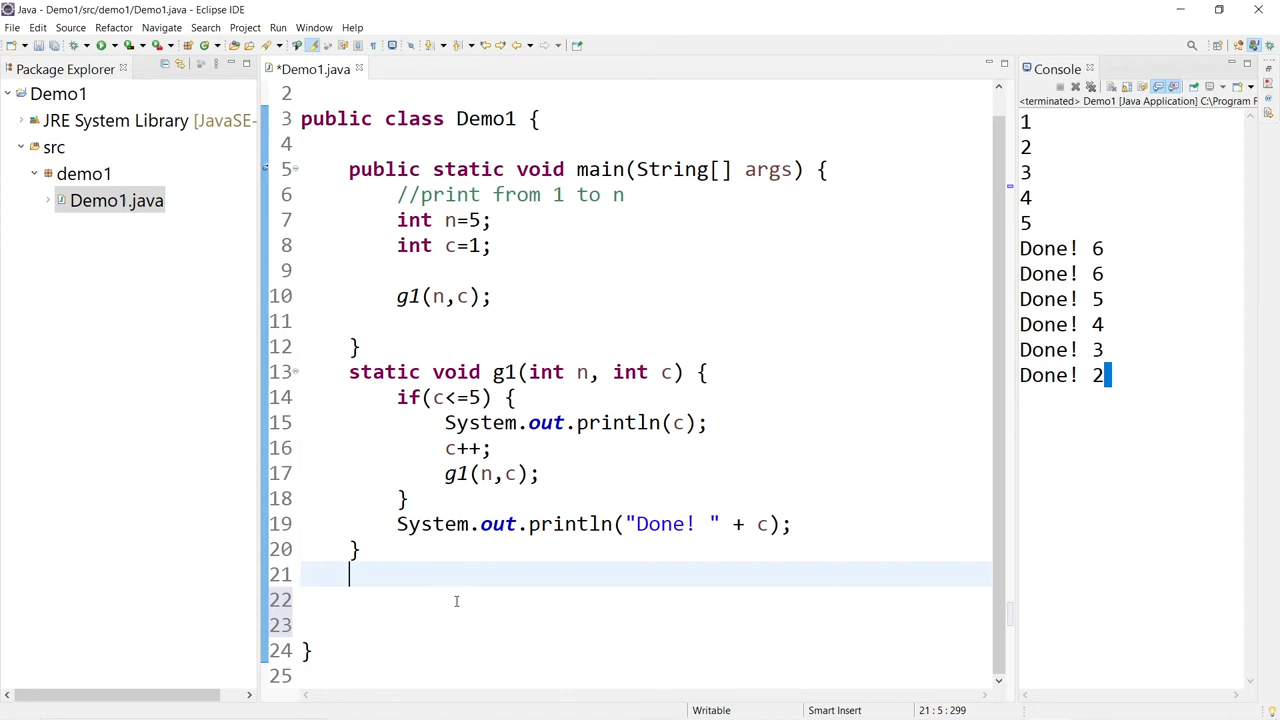 Java - Demo1/src/demo1/Demo1.java - Eclipse IDE
File Edit Source Refactor Navigate Search Project Run Window Help
Package Explorer
*Demo1.java
Console
<terminated> Demo1 [Java Application] C:\Program F
Demo1
JRE System Library [JavaSE-
src
demo1
Demo1.java
2
3 public class Demo1 {
4
5 public static void main(String[] args) {
6 //print from 1 to n
7 int n=5;
8 int c=1;
9
10 g1(n,c);
11
12 }
13 static void g1(int n, int c) {
14 if(c<=5) {
15 System.out.println(c);
16 c++;
17 g1(n,c);
18 }
19 System.out.println("Done! " + c);
20 }
21
22
23
24 }
25
1
2
3
4
5
Done! 6
Done! 6
Done! 5
Done! 4
Done! 3
Done! 2
Writable Smart Insert 21 : 5 : 299